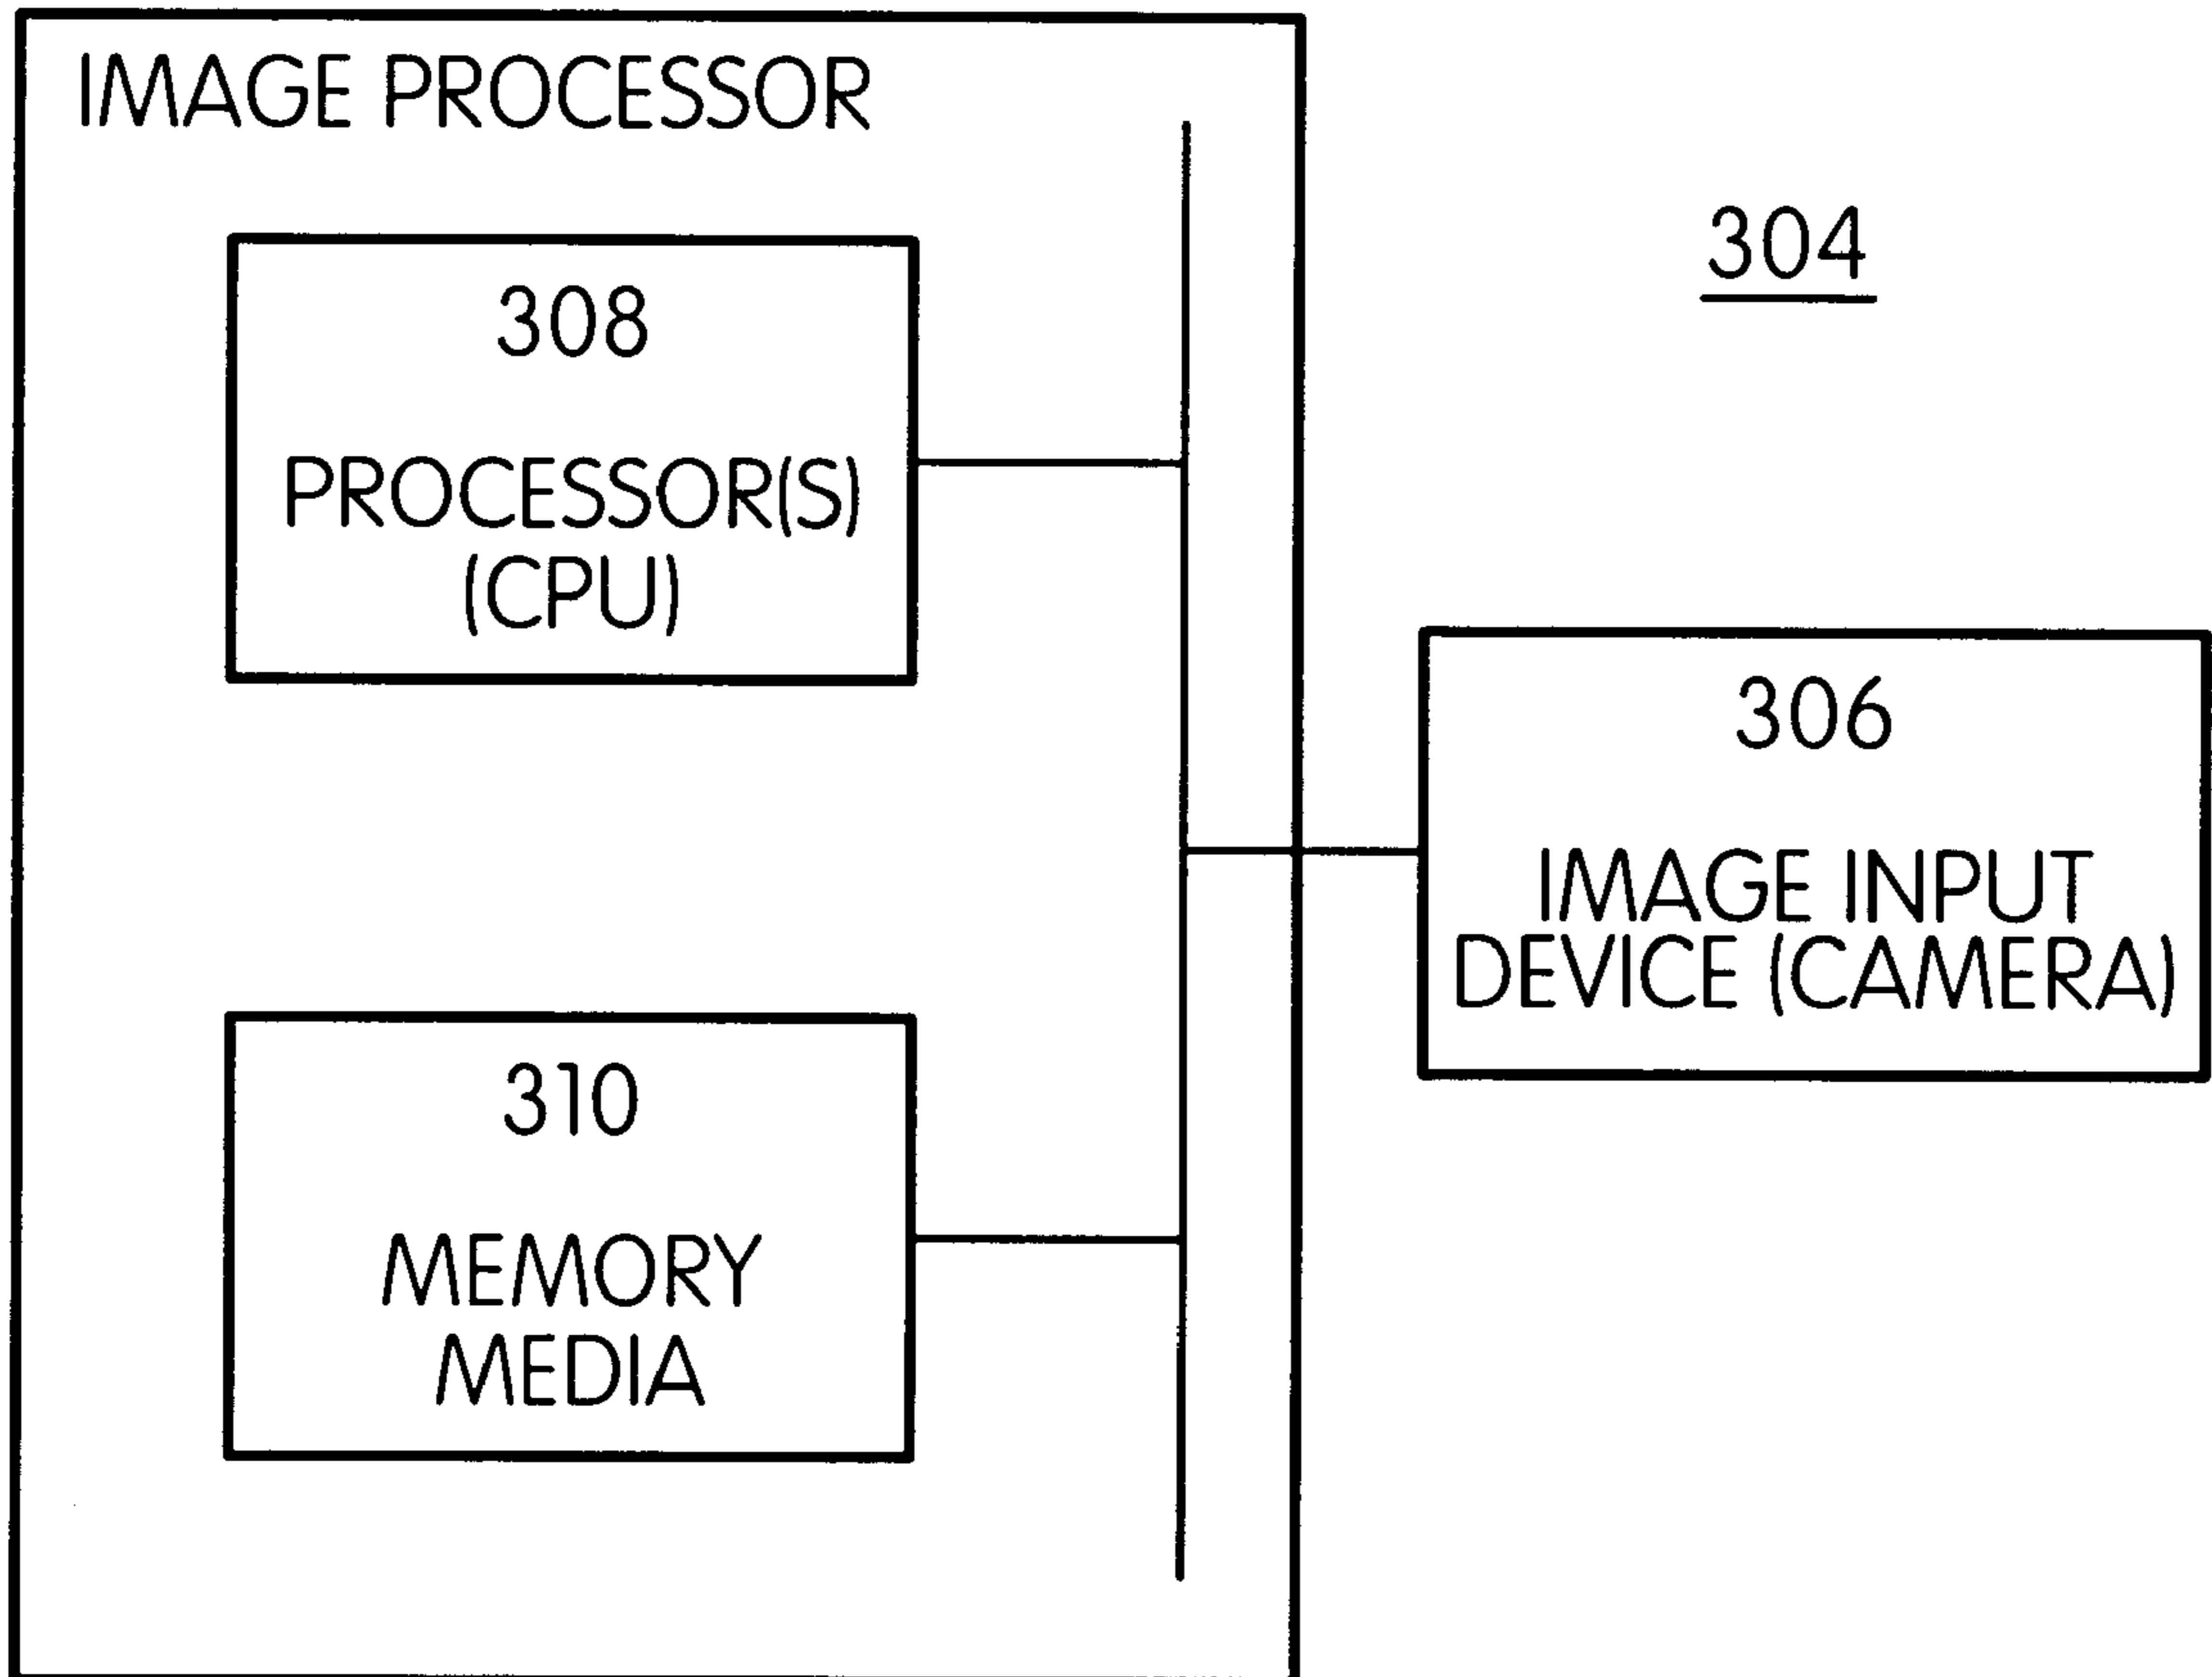 IMAGE PROCESSOR
304
308
PROCESSOR(S)
(CPU)
306
IMAGE INPUT
DEVICE (CAMERA)
310
MEMORY
MEDIA